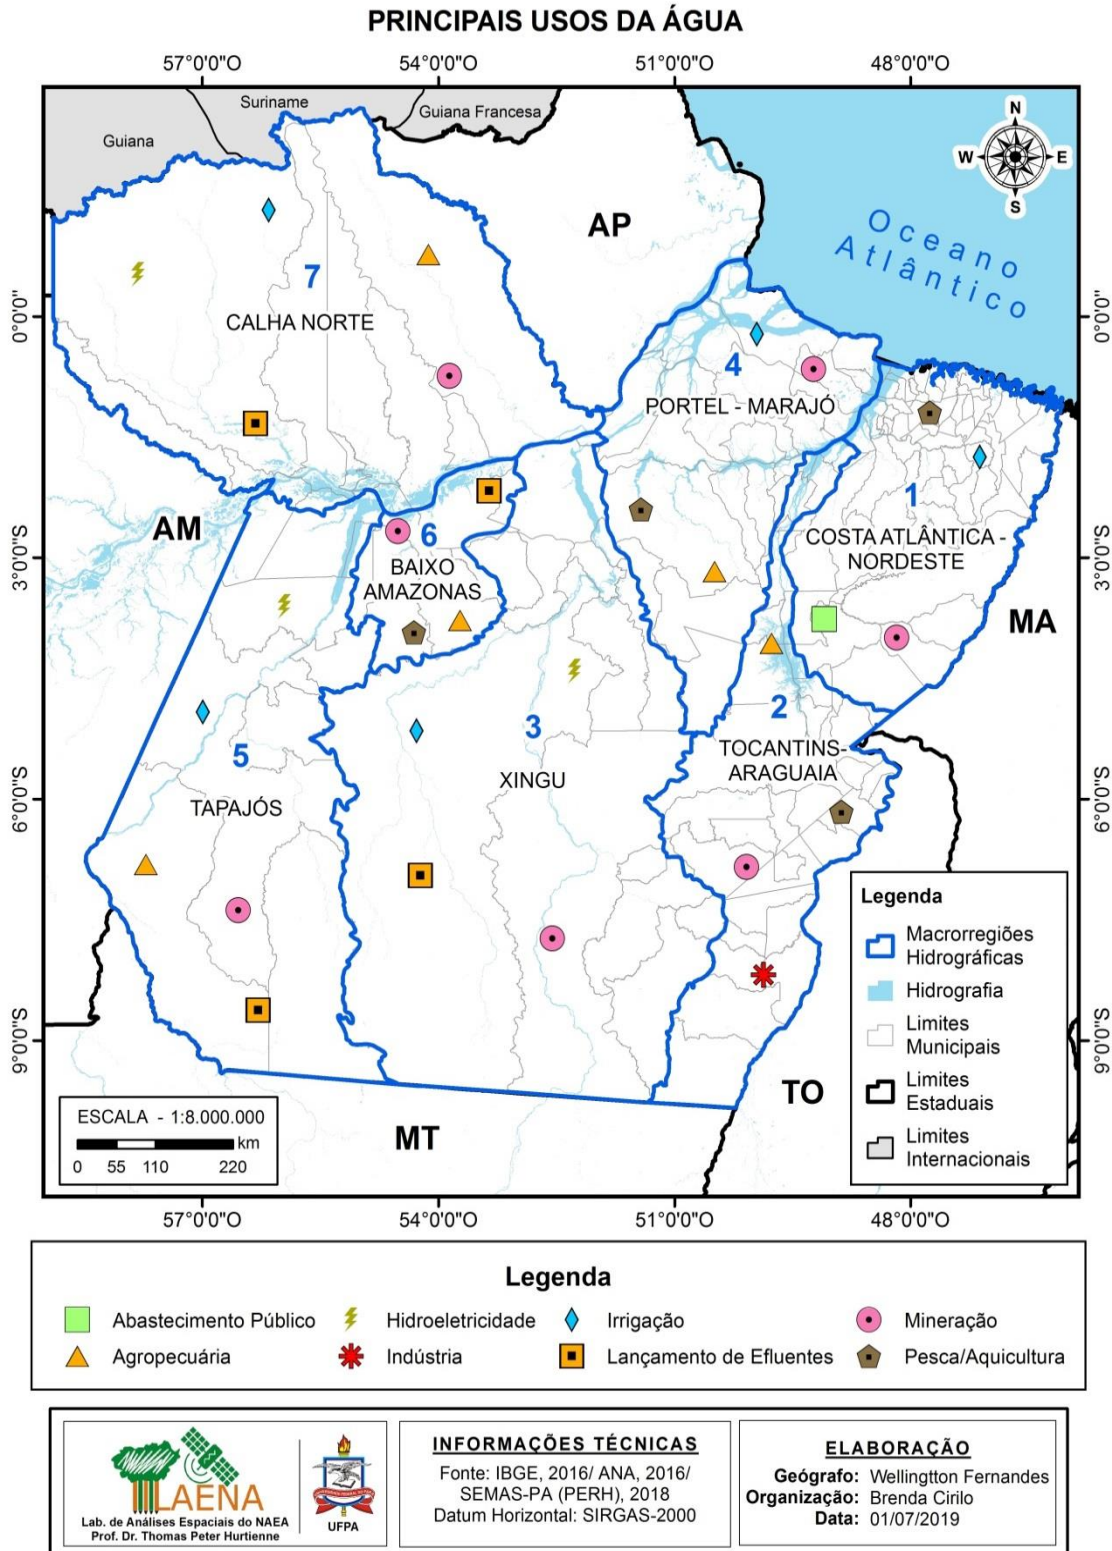 PRINCIPAIS USOS DA ÁGUA
57°0'0"O 54°0'0"O 51°0'0"O 48°0'0"O
Suriname
Guiana Francesa
Guiana
N
W E
S
AP
Oceano
Atlântico
7
CALHA NORTE
0°0'0"
0°0'0"
4
PORTEL - MARAJÓ
1
COSTA ATLÂNTICA -
NORDESTE
AM
6
BAIXO
AMAZONAS
3°0'0"S
3°0'0"S
MA
2
TOCANTINS-
ARAGUAIA
3
XINGU
5
TAPAJÓS
6°0'0"S
6°0'0"S
Legenda
Macrorregiões
Hidrográficas
Hidrografia
Limites
Municipais
Limites
Estaduais
Limites
Internacionais
9°0'0"S
9°0'0"S
TO
MT
ESCALA - 1:8.000.000
km
0 55 110 220
57°0'0"O 54°0'0"O 51°0'0"O 48°0'0"O
Legenda
Abastecimento Público Hidroeletricidade Irrigação Mineração
Agropecuária Indústria Lançamento de Efluentes Pesca/Aquicultura
LAENA
Lab. de Análises Espaciais do NAEA
Prof. Dr. Thomas Peter Hurtienne
UFPA
INFORMAÇÕES TÉCNICAS
Fonte: IBGE, 2016/ ANA, 2016/
SEMAS-PA (PERH), 2018
Datum Horizontal: SIRGAS-2000
ELABORAÇÃO
Geógrafo: Wellingtton Fernandes
Organização: Brenda Cirilo
Data: 01/07/2019